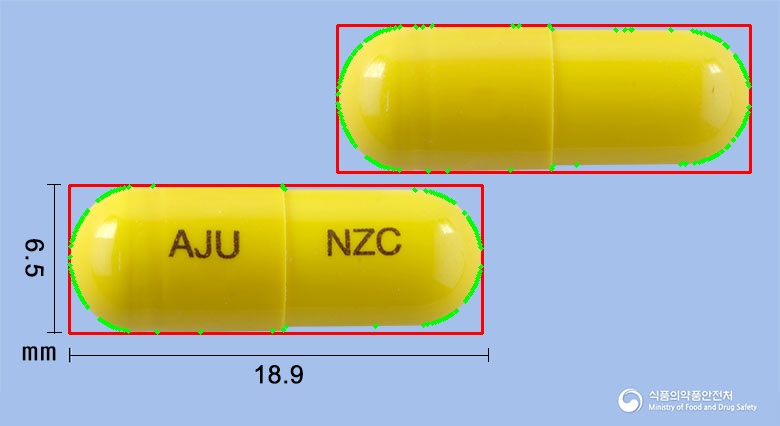 AJU NZC
6.5
mm
18.9
식품의약품안전처
Ministry of Food and Drug Safety